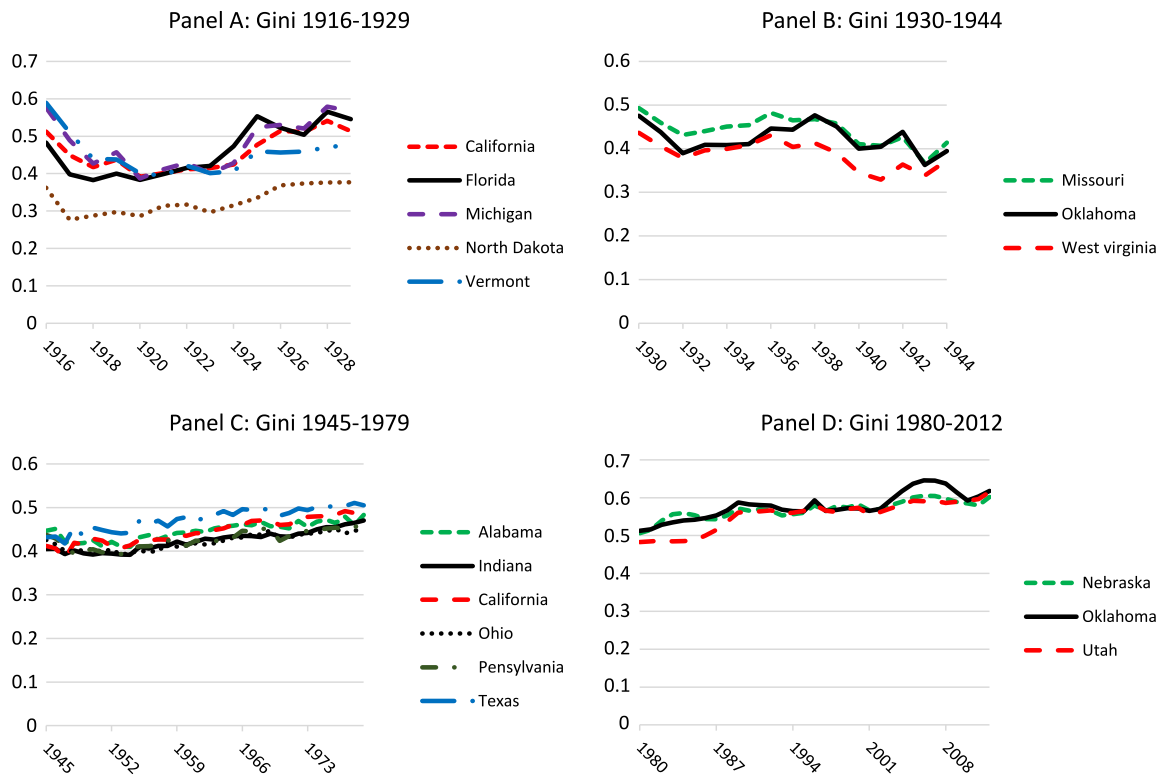 Panel A: Gini 1916-1929
0.7
0.6
0.5
0.4
0.3
0.2
0.1
0
1916
1918
1920
1922
1924
1926
1928
California
Florida
Michigan
North Dakota
Vermont
Panel B: Gini 1930-1944
0.6
0.5
0.4
0.3
0.2
0.1
0
1930
1932
1934
1936
1938
1940
1942
1944
Missouri
Oklahoma
West virginia
Panel C: Gini 1945-1979
0.6
0.5
0.4
0.3
0.2
0.1
0
1945
1952
1959
1966
1973
Alabama
Indiana
California
Ohio
Pensylvania
Texas
Panel D: Gini 1980-2012
0.7
0.6
0.5
0.4
0.3
0.2
0.1
0
1980
1987
1994
2001
2008
Nebraska
Oklahoma
Utah